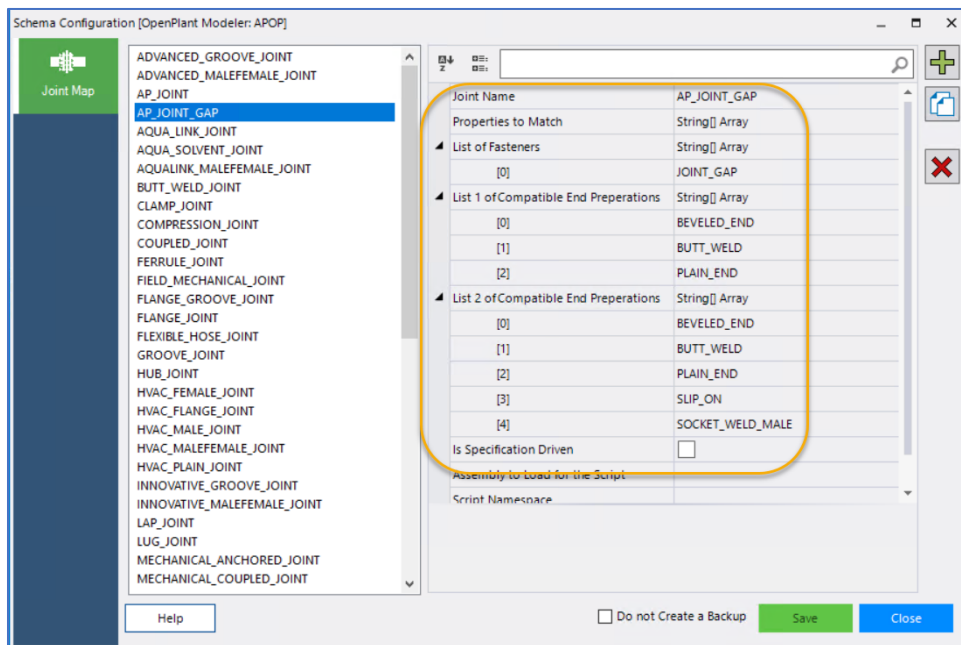 Schema Configuration [OpenPlant Modeler: APOP]
Joint Map
ADVANCED_GROOVE_JOINT
ADVANCED_MALEFEMALE_JOINT
AP_JOINT
AP_JOINT_GAP
AQUA_LINK_JOINT
AQUA_SOLVENT_JOINT
AQUALINK_MALEFEMALE_JOINT
BUTT_WELD_JOINT
CLAMP_JOINT
COMPRESSION_JOINT
COUPLED_JOINT
FERRULE_JOINT
FIELD_MECHANICAL_JOINT
FLANGE_GROOVE_JOINT
FLANGE_JOINT
FLEXIBLE_HOSE_JOINT
GROOVE_JOINT
HUB_JOINT
HVAC_FEMALE_JOINT
HVAC_FLANGE_JOINT
HVAC_MALE_JOINT
HVAC_MALEFEMALE_JOINT
HVAC_PLAIN_JOINT
INNOVATIVE_GROOVE_JOINT
INNOVATIVE_MALEFEMALE_JOINT
LAP_JOINT
LUG_JOINT
MECHANICAL_ANCHORED_JOINT
MECHANICAL_COUPLED_JOINT
Joint Name AP_JOINT_GAP
Properties to Match String[] Array
List of Fasteners String[] Array
[0] JOINT_GAP
List 1 of Compatible End Preperations String[] Array
[0] BEVELED_END
[1] BUTT_WELD
[2] PLAIN_END
List 2 of Compatible End Preperations String[] Array
[0] BEVELED_END
[1] BUTT_WELD
[2] PLAIN_END
[3] SLIP_ON
[4] SOCKET_WELD_MALE
Is Specification Driven
Assembly to Load for the Script
Script Namespace
Help
Do not Create a Backup
Save
Close